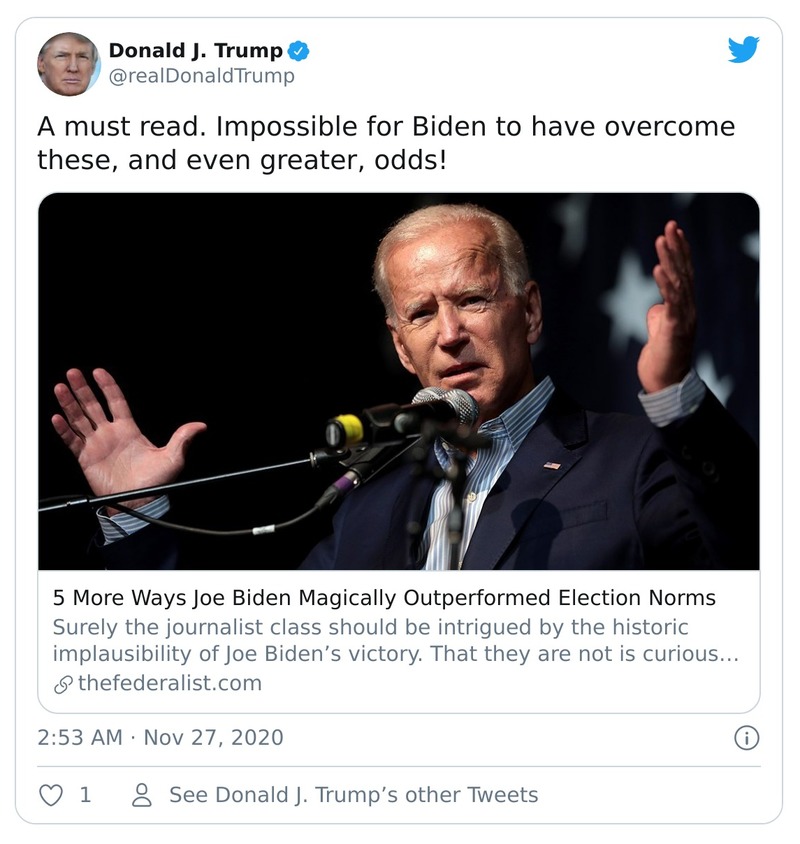 Donald J. Trump
@realDonaldTrump
A must read. Impossible for Biden to have overcome
these, and even greater, odds!
5 More Ways Joe Biden Magically Outperformed Election Norms
Surely the journalist class should be intrigued by the historic
implausibility of Joe Biden’s victory. That they are not is curious…
thefederalist.com
2:53 AM · Nov 27, 2020
1
See Donald J. Trump’s other Tweets